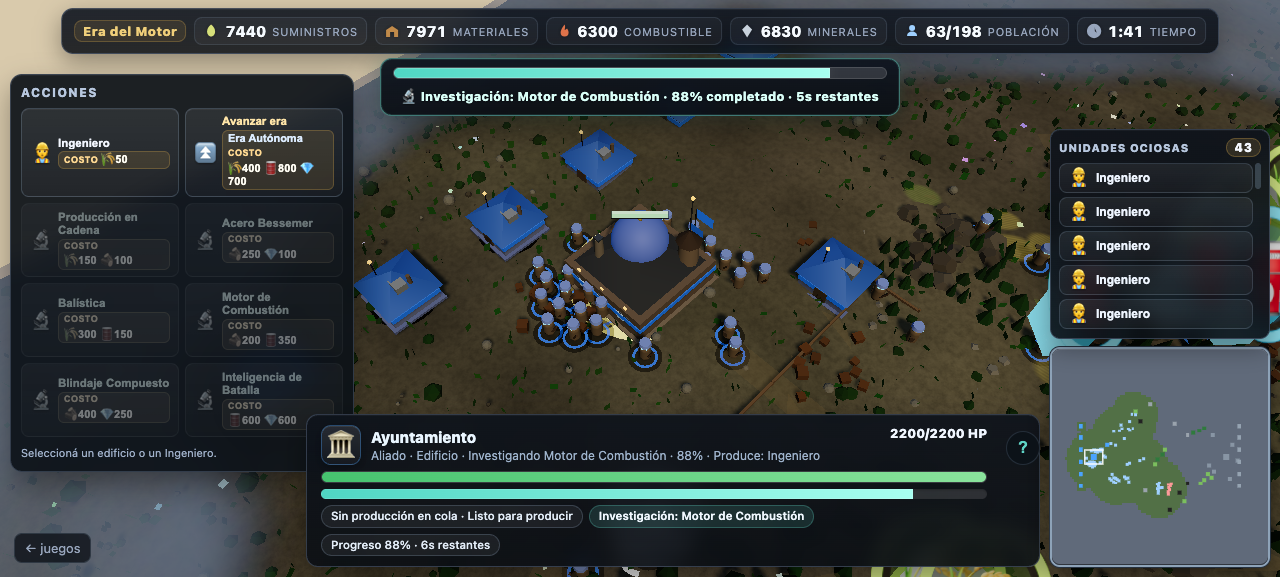 Era del Motor
7440 SUMINISTROS
7971 MATERIALES
6300 COMBUSTIBLE
6830 MINERALES
63/198 POBLACIÓN
1:41 TIEMPO
Investigación: Motor de Combustión · 88% completado · 5s restantes
ACCIONES
Ingeniero
COSTO 50
Avanzar era
Era Autónoma
COSTO
400 800
700
Producción en
Cadena
COSTO
150 100
Acero Bessemer
COSTO
250 100
Balística
COSTO
300 150
Motor de
Combustión
COSTO
200 350
Blindaje Compuesto
COSTO
400 250
Inteligencia de
Batalla
COSTO
600 600
Seleccioná un edificio o un Ingeniero.
UNIDADES OCIOSAS 43
Ingeniero
Ingeniero
Ingeniero
Ingeniero
Ingeniero
Ayuntamiento
2200/2200 HP
Aliado · Edificio · Investigando Motor de Combustión · 88% · Produce: Ingeniero
?
Sin producción en cola · Listo para producir
Investigación: Motor de Combustión
Progreso 88% · 6s restantes
← juegos